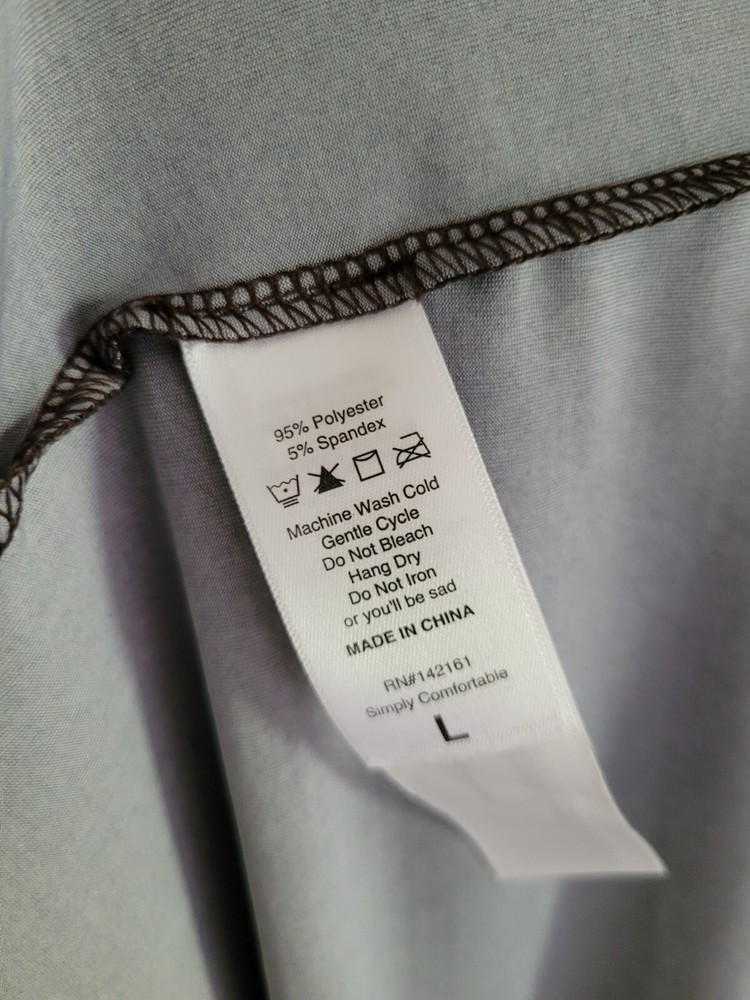 95% Polyester
5% Spandex
Machine Wash Cold
Gentle Cycle
Do Not Bleach
Hang Dry
Do Not Iron
or you'll be sad
MADE IN CHINA
RN#142161
Simply Comfortable
L